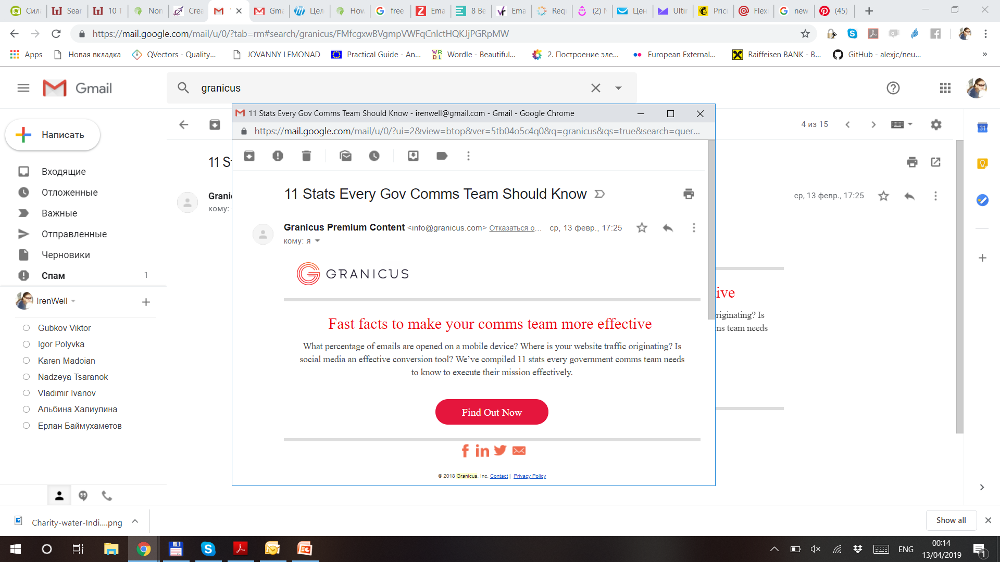 Сил
Sear
10 T
Non
Crea
Gma
Цел
How
free
Ema
8 Be
Ema
Requ
(2) N
Цен
Ultir
Prici
Flex
new
(45)
https://mail.google.com/mail/u/0/?tab=rm#search/granicus/FMfcgxwBVgmpVWFqCnlctHQKJjPGRpMW
Apps
Новая вкладка
QVectors - Quality...
JOVANNY LEMONAD
Practical Guide - An...
Wordle - Beautiful...
2. Построение эле...
European External...
Raiffeisen BANK - B...
GitHub - alexjc/neu...
»
Gmail
granicus
Написать
4 из 15
31
11 St
Входящие
Отложенные
Важные
Отправленные
Черновики
Спам 1
IrenWell
Gubkov Viktor
Igor Polyvka
Karen Madoian
Nadzeya Tsaranok
Vladimir Ivanov
Альбина Халиулина
Ерлан Баймухаметов
Grani
кому:
ср, 13 февр., 17:25
11 Stats Every Gov Comms Team Should Know - irenwell@gmail.com - Gmail - Google Chrome
https://mail.google.com/mail/u/0/?ui=2&view=btop&ver=5tb04o5c4q0&q=granicus&qs=true&search=quer...
11 Stats Every Gov Comms Team Should Know
Granicus Premium Content <info@granicus.com> Отказаться о... ср, 13 февр., 17:25
кому: я
GRANICUS
Fast facts to make your comms team more effective
What percentage of emails are opened on a mobile device? Where is your website traffic originating? Is
social media an effective conversion tool? We’ve compiled 11 stats every government comms team needs
to know to execute their mission effectively.
Find Out Now
© 2018 Granicus, Inc. Contact | Privacy Policy
ive
riginating? Is
ms team needs
Charity-water-Indi....png
Show all
ENG
00:14
13/04/2019
1